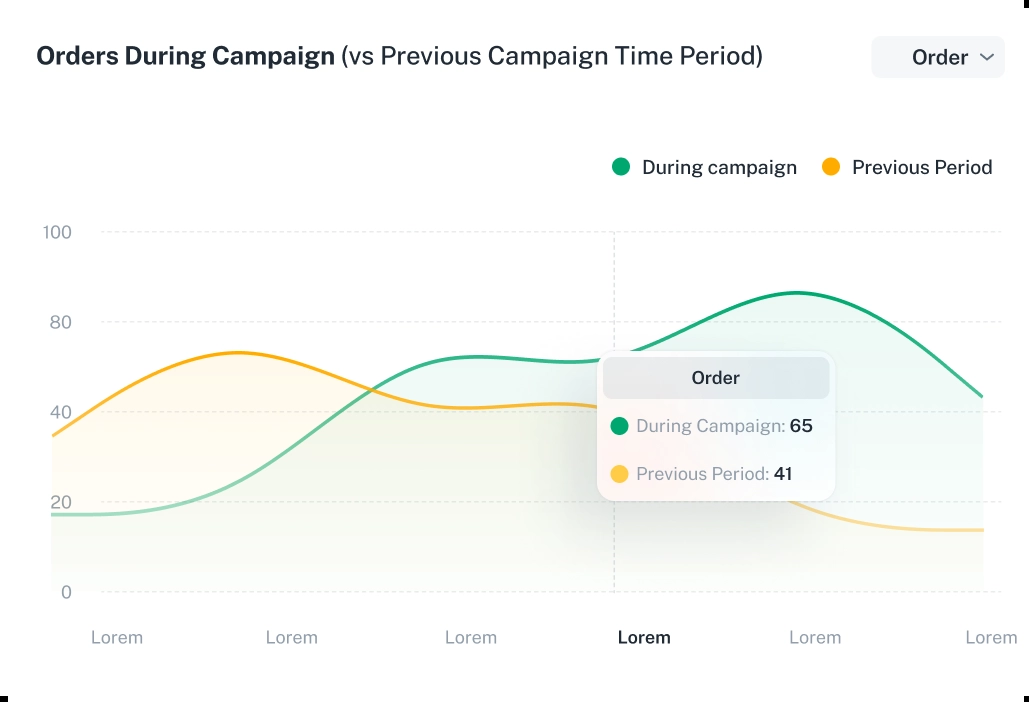 Orders During Campaign (vs Previous Campaign Time Period)
Order
During campaign
Previous Period
100
80
40
20
0
Order
During Campaign: 65
Previous Period: 41
Lorem
Lorem
Lorem
Lorem
Lorem
Lorem